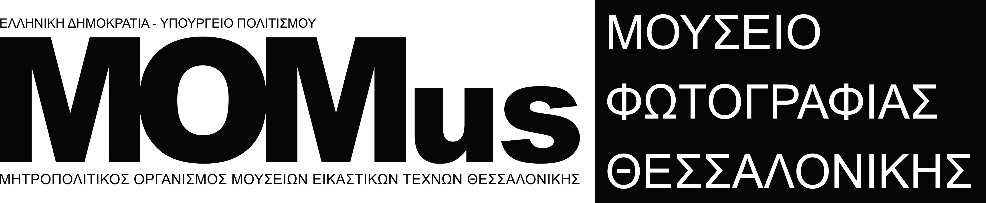 ΕΛΛΗΝΙΚΗ ΔΗΜΟΚΡΑΤΙΑ - ΥΠΟΥΡΓΕΙΟ ΠΟΛΙΤΙΣΜΟΥ
MOMus
ΜΗΤΡΟΠΟΛΙΤΙΚΟΣ ΟΡΓΑΝΙΣΜΟΣ ΜΟΥΣΕΙΩΝ ΕΙΚΑΣΤΙΚΩΝ ΤΕΧΝΩΝ ΘΕΣΣΑΛΟΝΙΚΗΣ
ΜΟΥΣΕΙΟ
ΦΩΤΟΓΡΑΦΙΑΣ
ΘΕΣΣΑΛΟΝΙΚΗΣ